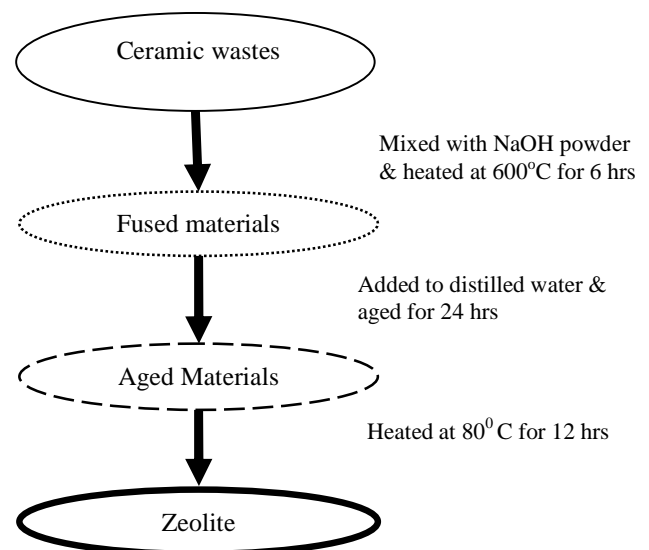 Ceramic wastes
Mixed with NaOH powder
& heated at 600°C for 6 hrs
Fused materials
Added to distilled water &
aged for 24 hrs
Aged Materials
Heated at 80⁰ C for 12 hrs
Zeolite